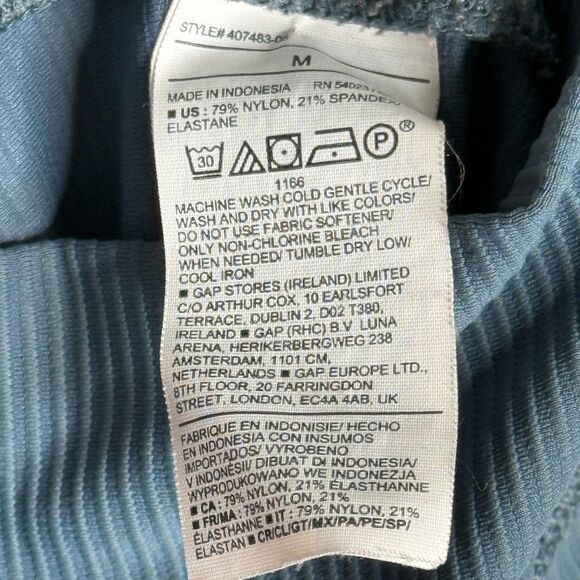 STYLE# 407483-00
M
MADE IN INDONESIA RN 54023
■ US : 79% NYLON, 21% SPANDEX/
ELASTANE
30 P ®
1166
MACHINE WASH COLD GENTLE CYCLE/
WASH AND DRY WITH LIKE COLORS/
DO NOT USE FABRIC SOFTENER/
ONLY NON-CHLORINE BLEACH
WHEN NEEDED/ TUMBLE DRY LOW/
COOL IRON
■ GAP STORES (IRELAND) LIMITED
C/O ARTHUR COX, 10 EARLSFORT
TERRACE, DUBLIN 2, D02 T380,
IRELAND ■ GAP (RHC) B.V LUNA
ARENA, HERIKERBERGWEG 238
AMSTERDAM, 1101 CM,
NETHERLANDS ■ GAP EUROPE LTD.,
8TH FLOOR, 20 FARRINGDON
STREET, LONDON, EC4A 4AB, UK
FABRIQUE EN INDONISIE/ HECHO
EN INDONESIA CON INSUMOS
IMPORTADOS/ VYROBENO
V INDONÉSII/ DIBUAT DI INDONESIA/
WYPRODUKOWANO WE INDONEZJA
■ CA : 79% NYLON, 21% ÉLASTHANNE
■ FR/MA : 79% NYLON, 21%
ÉLASTHANNE ■ IT : 79% NYLON, 21%
ELASTAN ■ CR/CL/GT/MX/PA/PE/SP/